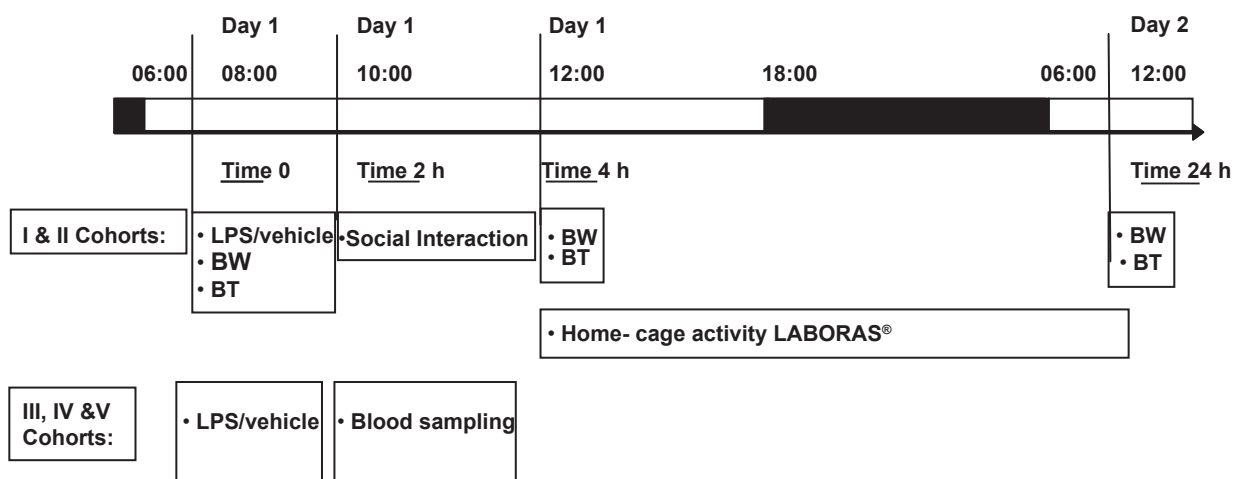 Day 1 Day 1 Day 1 Day 2
06:00 08:00 10:00 12:00 18:00 06:00 12:00
Time 0 Time 2 h Time 4 h Time 24 h
I & II Cohorts:
• LPS/vehicle
• BW
• BT
•Social Interaction
• BW
• BT
• BW
• BT
• Home- cage activity LABORAS®
III, IV &V
Cohorts:
• LPS/vehicle
• Blood sampling